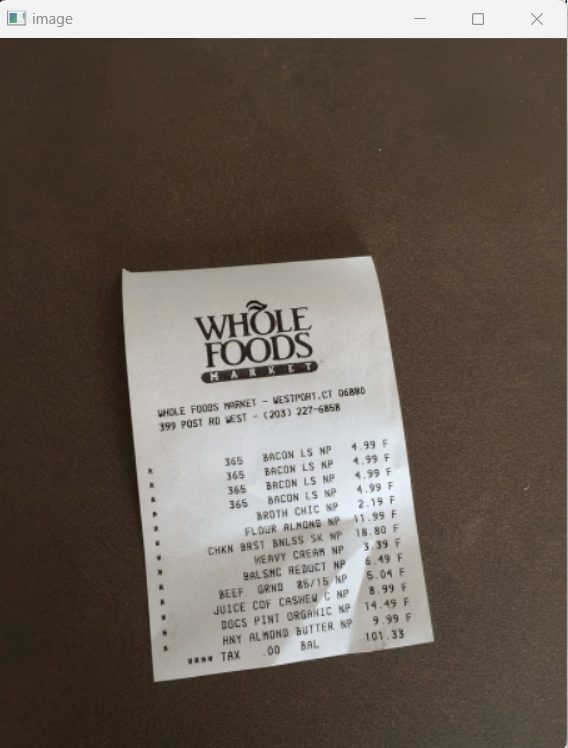 image
WHOLE
FOODS
MARKET
WHOLE FOODS MARKET - WESTPORT,CT 06880
399 POST RD WEST - (203) 227-6858
365 BACON LS NP 4.99 F
365 BACON LS NP 4.99 F
365 BACON LS NP 4.99 F
365 BACON LS NP 4.99 F
BROTH CHIC NP 2.19 F
FLOUR ALMOND NP 11.99 F
CHKN BRST BNLSS SK NP 18.80 F
HEAVY CREAM NP 3.39 F
BALSMC REDUCT NP 6.49 F
BEEF GRND 85/15 NP 5.04 F
JUICE COF CASHEW C NP 8.99 F
DOCS PINT ORGANIC NP 14.49 F
HNY ALMOND BUTTER NP 9.99 F
**** TAX .00 BAL 101.33